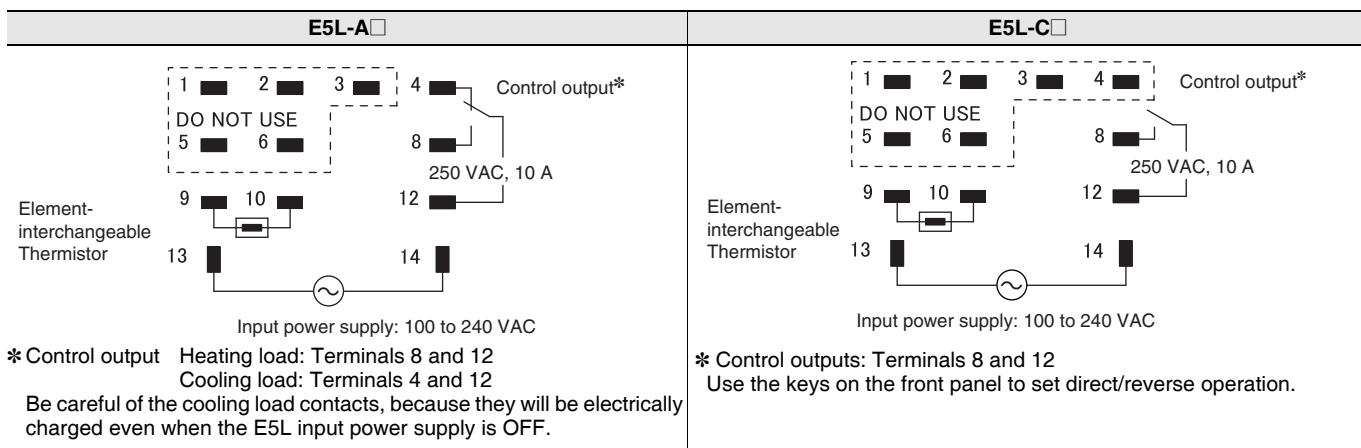 E5L-A□
1 2 3 4 Control output✽
DO NOT USE
5 6 8
250 VAC, 10 A
9 10 12
Element-
interchangeable
Thermistor
13 14
Input power supply: 100 to 240 VAC
✽ Control output Heating load: Terminals 8 and 12
Cooling load: Terminals 4 and 12
Be careful of the cooling load contacts, because they will be electrically
charged even when the E5L input power supply is OFF.
E5L-C□
1 2 3 4 Control output✽
DO NOT USE
5 6 8
250 VAC, 10 A
9 10 12
Element-
interchangeable
Thermistor
13 14
Input power supply: 100 to 240 VAC
✽ Control outputs: Terminals 8 and 12
Use the keys on the front panel to set direct/reverse operation.